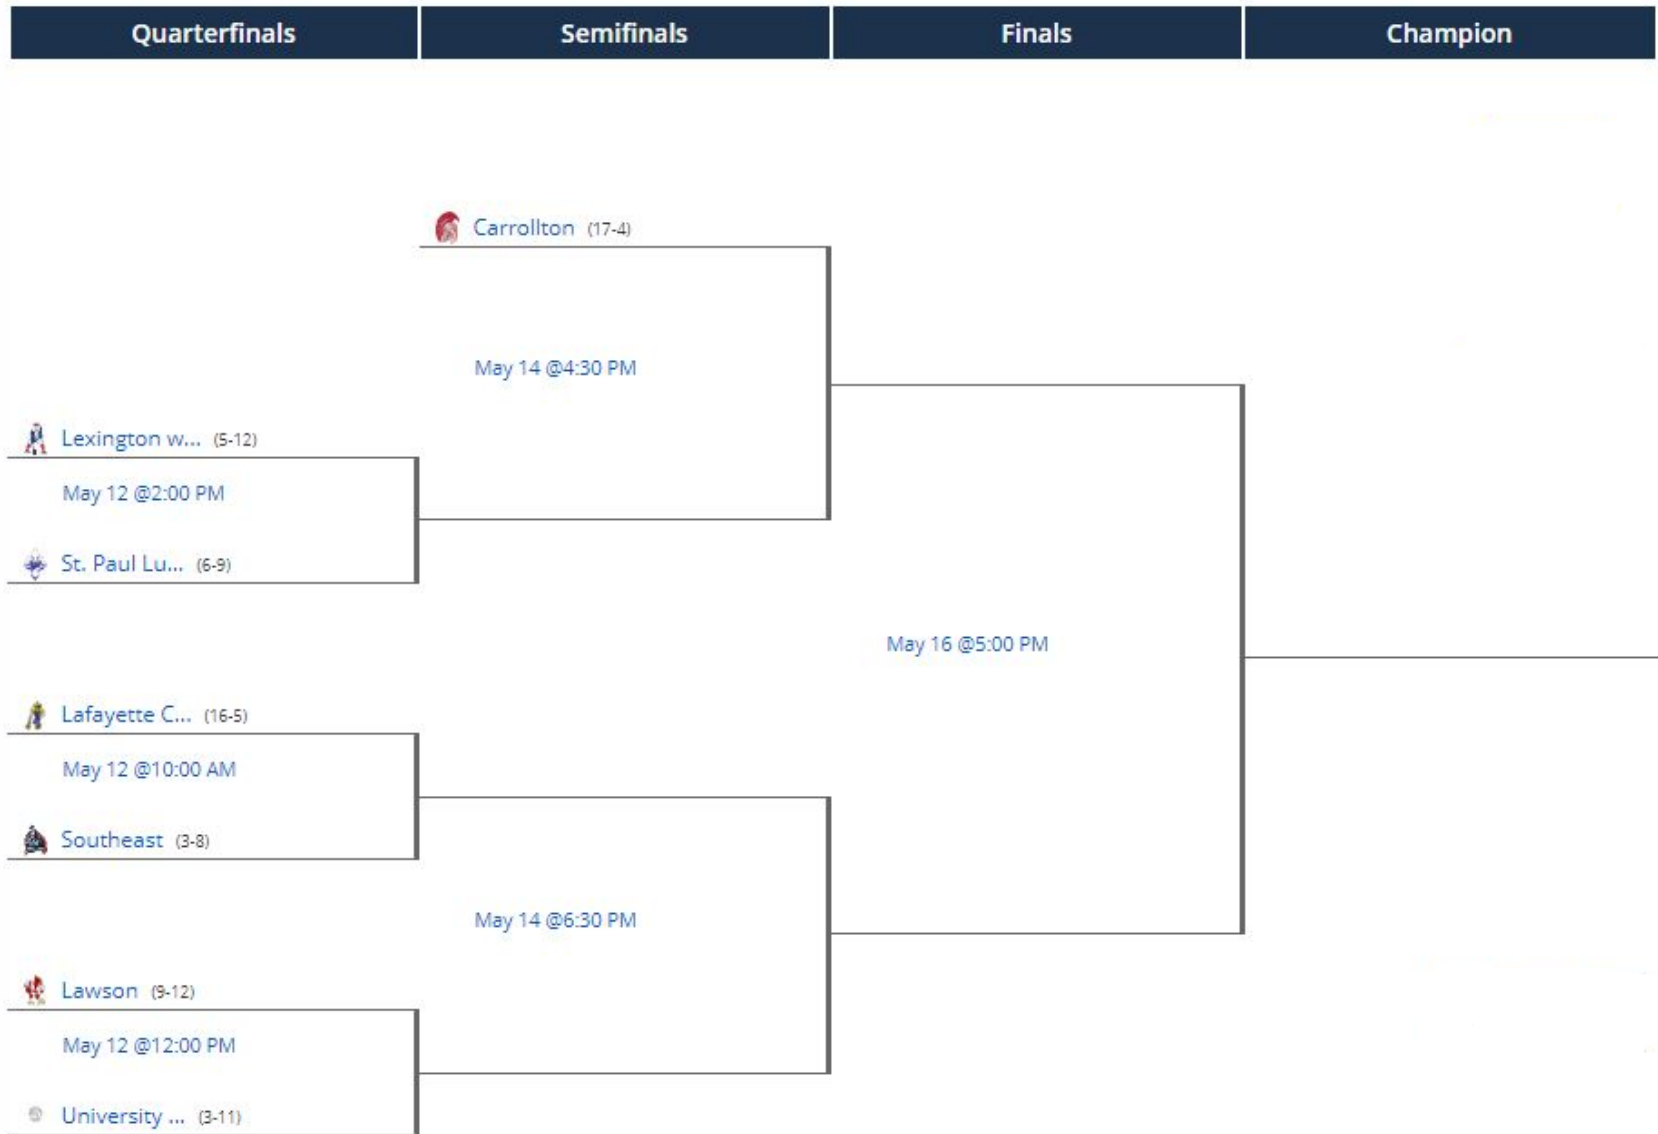 Quarterfinals Semifinals Finals Champion
Carrollton (17-4)
May 14 @4:30 PM
Lexington w... (5-12)
May 12 @2:00 PM
St. Paul Lu... (6-9)
May 16 @5:00 PM
Lafayette C... (16-5)
May 12 @10:00 AM
Southeast (3-8)
May 14 @6:30 PM
Lawson (9-12)
May 12 @12:00 PM
University ... (3-11)